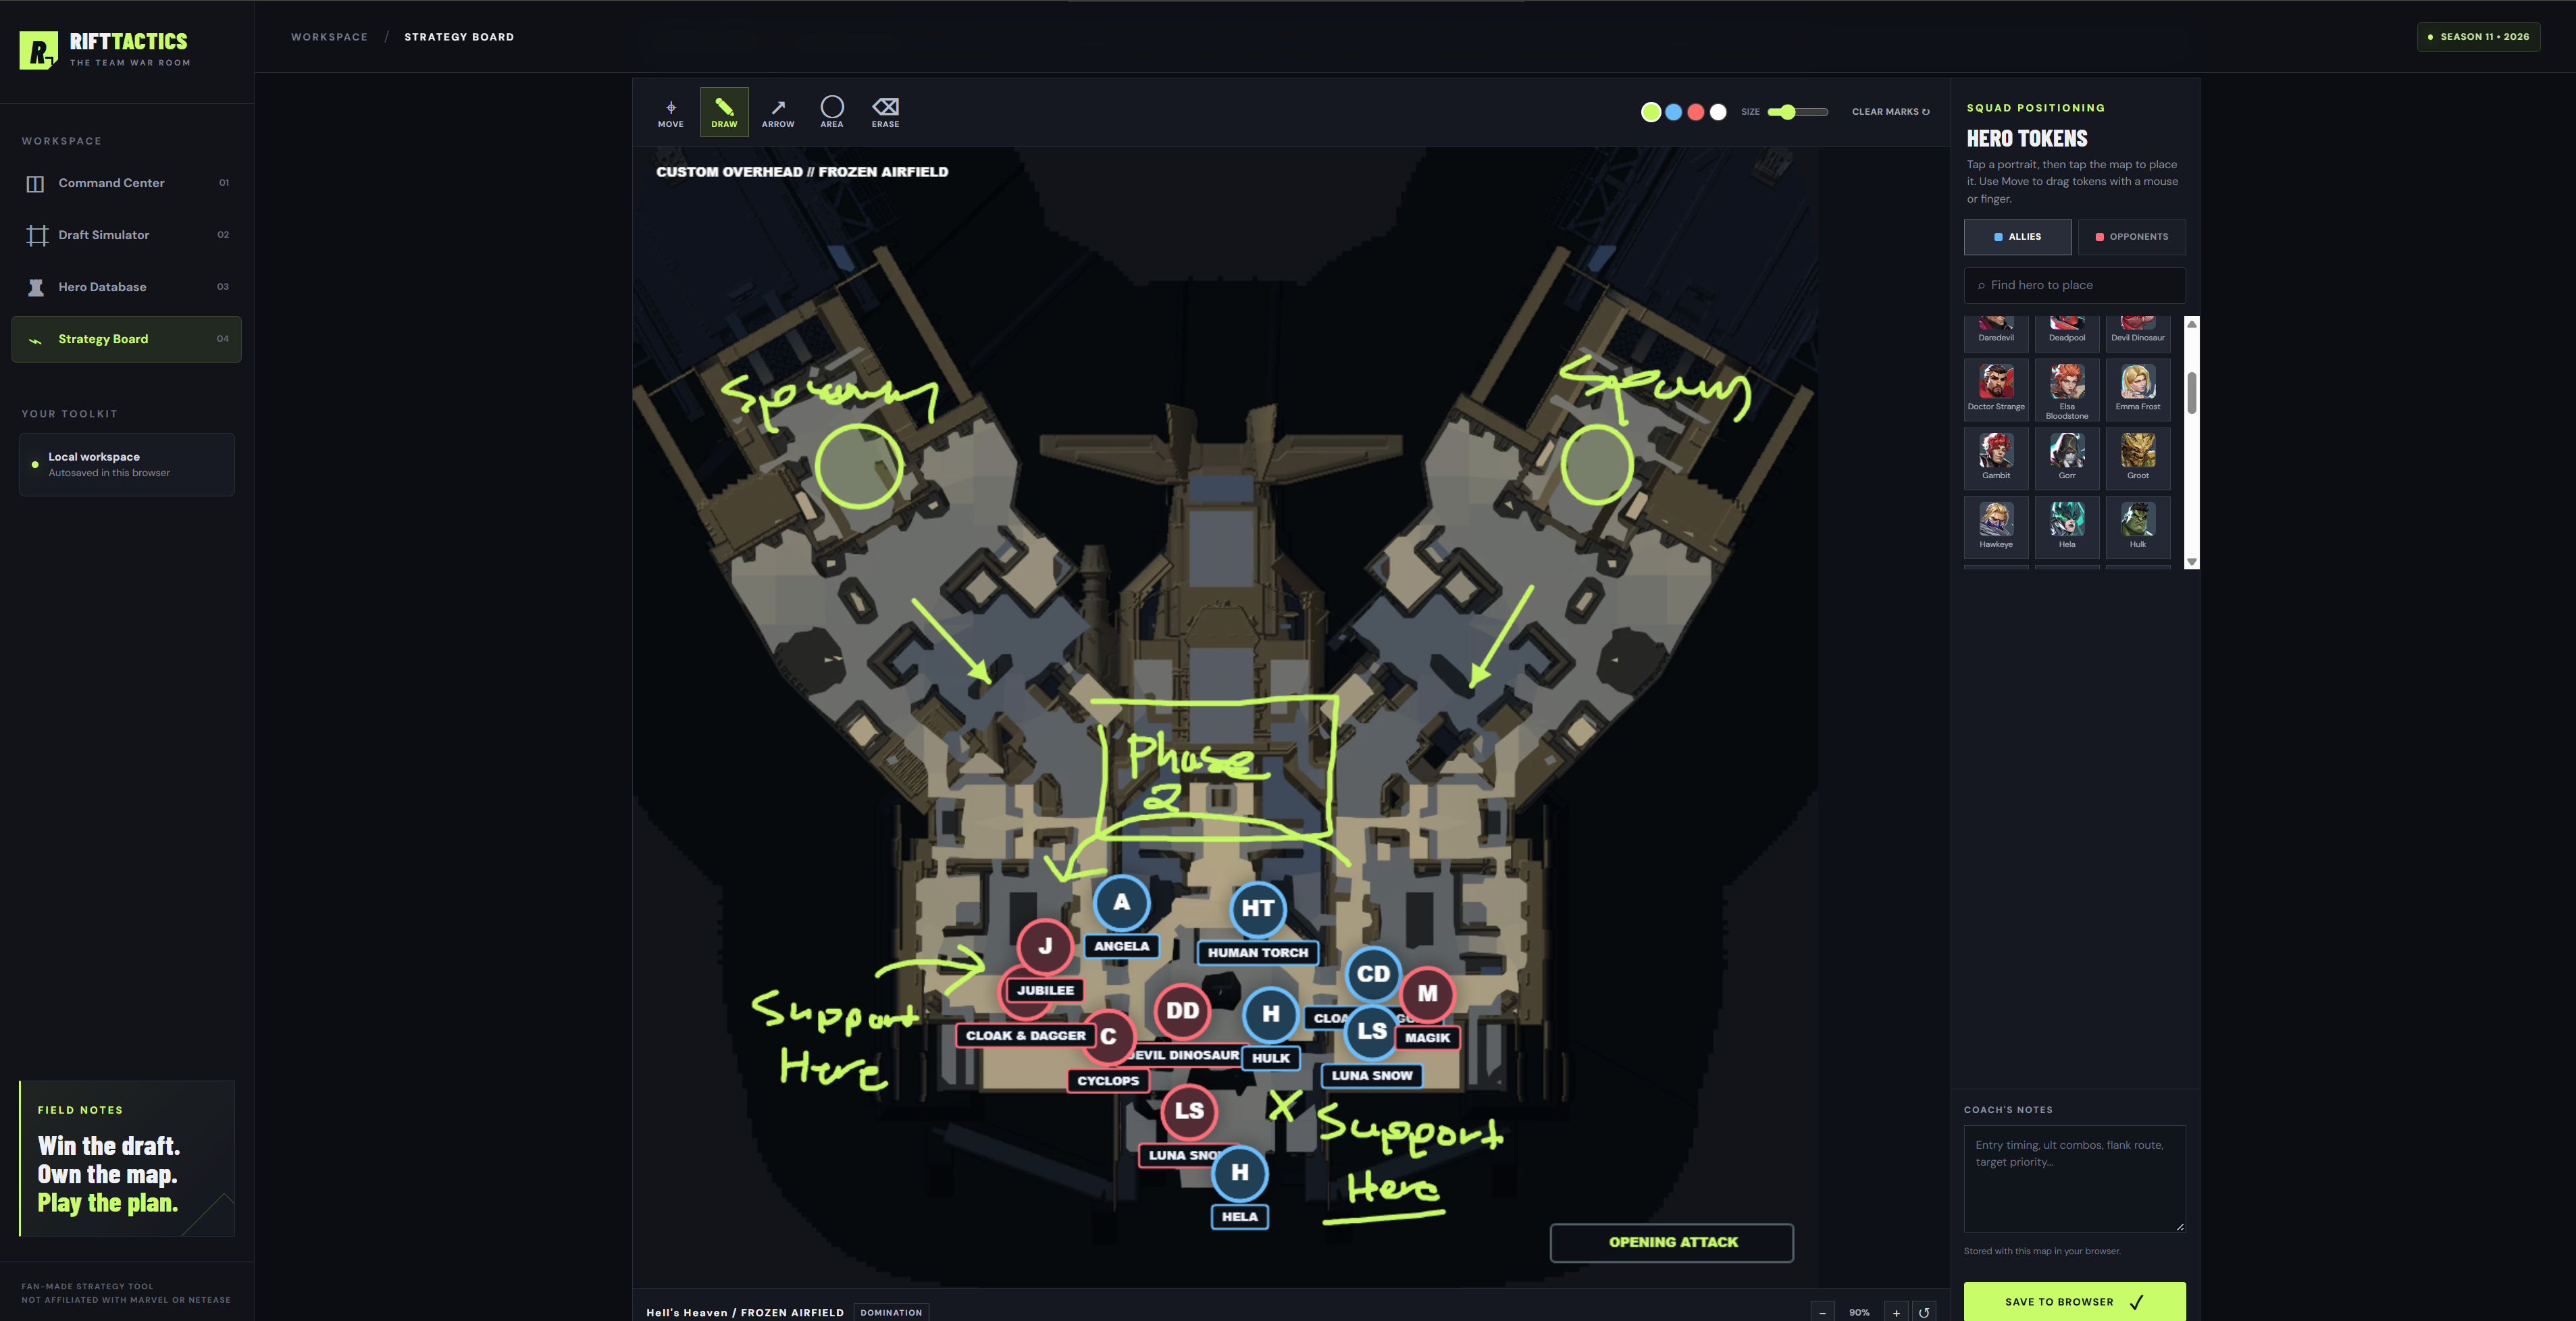 RIFTTACTICS
THE TEAM WAR ROOM
WORKSPACE / STRATEGY BOARD
SEASON 11 • 2026
WORKSPACE
Command Center 01
Draft Simulator 02
Hero Database 03
Strategy Board 04
YOUR TOOLKIT
Local workspace
Autosaved in this browser
FIELD NOTES
Win the draft.
Own the map.
Play the plan.
FAN-MADE STRATEGY TOOL
NOT AFFILIATED WITH MARVEL OR NETEASE
MOVE DRAW ARROW AREA ERASE
SIZE CLEAR MARKS ↻
CUSTOM OVERHEAD // FROZEN AIRFIELD
Phase
2
A
ANGELA
HT
HUMAN TORCH
J
JUBILEE
CD
M
MAGIK
CLOAK & DAGGER
C
CYCLOPS
DD
DEVIL DINOSAUR
H
HULK
LS
LUNA SNOW
LS
LUNA SNO
H
HELA
Support
Here
X Support
Here
OPENING ATTACK
Hell's Heaven / FROZEN AIRFIELD DOMINATION
− 90% + ↺
SQUAD POSITIONING
HERO TOKENS
Tap a portrait, then tap the map to place
it. Use Move to drag tokens with a mouse
or finger.
ALLIES OPPONENTS
Find hero to place
Daredevil Deadpool Devil Dinosaur
Doctor Strange Elsa Bloodstone Emma Frost
Gambit Gorr Groot
Hawkeye Hela Hulk
COACH'S NOTES
Entry timing, ult combos, flank route,
target priority...
Stored with this map in your browser.
SAVE TO BROWSER ✓